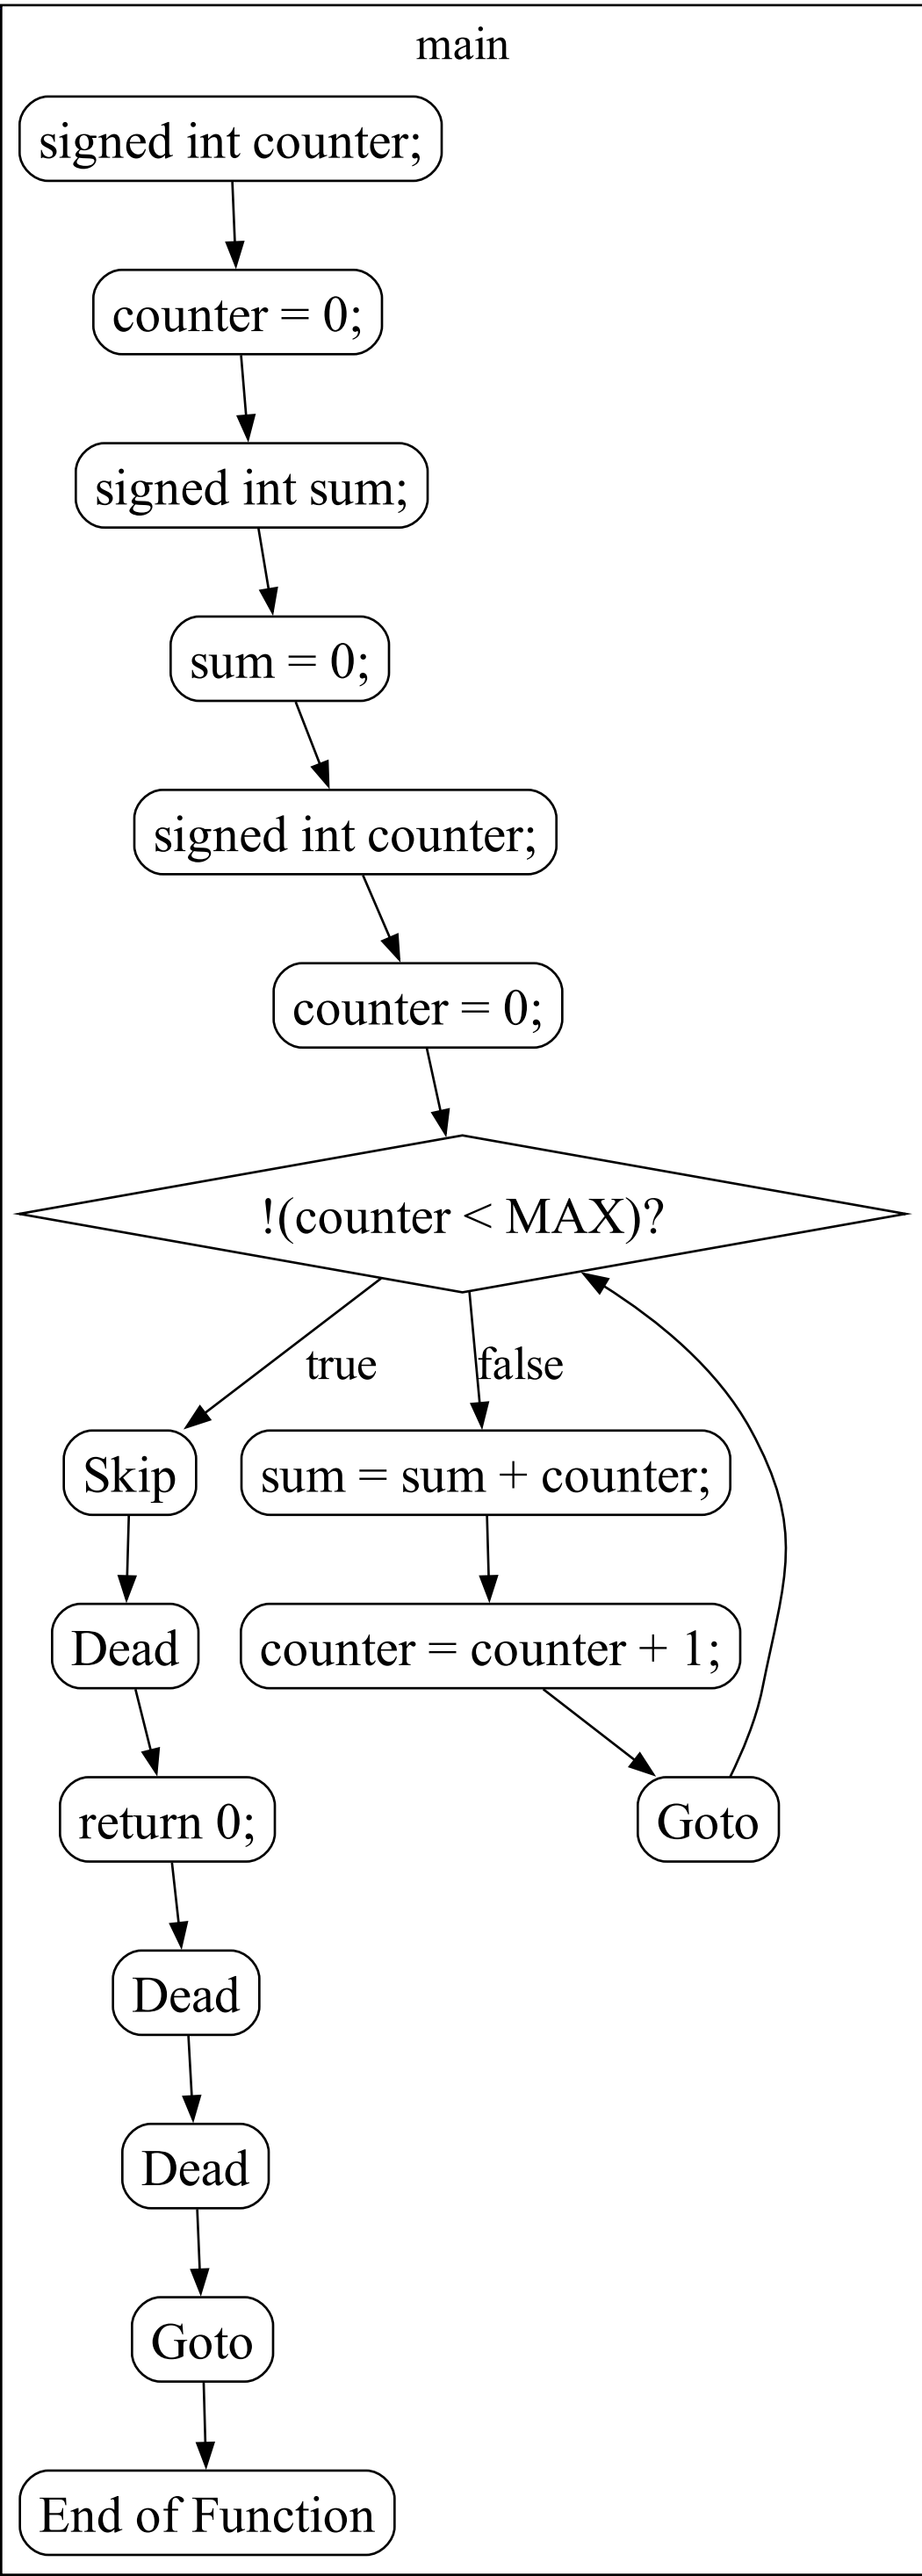 main
signed int counter;
counter = 0;
signed int sum;
sum = 0;
signed int counter;
counter = 0;
!(counter < MAX)?
true
false
Skip
sum = sum + counter;
Dead
counter = counter + 1;
return 0;
Goto
Dead
Dead
Goto
End of Function